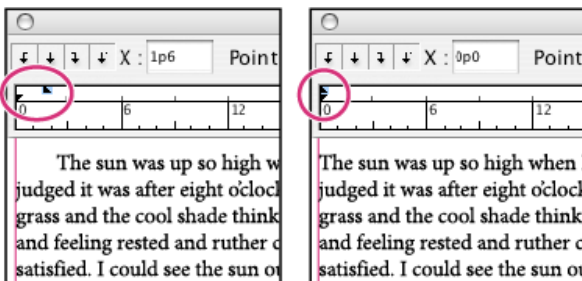 X : 1p6 Point
0 6 12
The sun was up so high w
judged it was after eight o'clock
grass and the cool shade think
and feeling rested and ruther
satisfied. I could see the sun
X : 0p0 Point
0 6 12
The sun was up so high when
judged it was after eight o'clock
grass and the cool shade think
and feeling rested and ruther
satisfied. I could see the sun